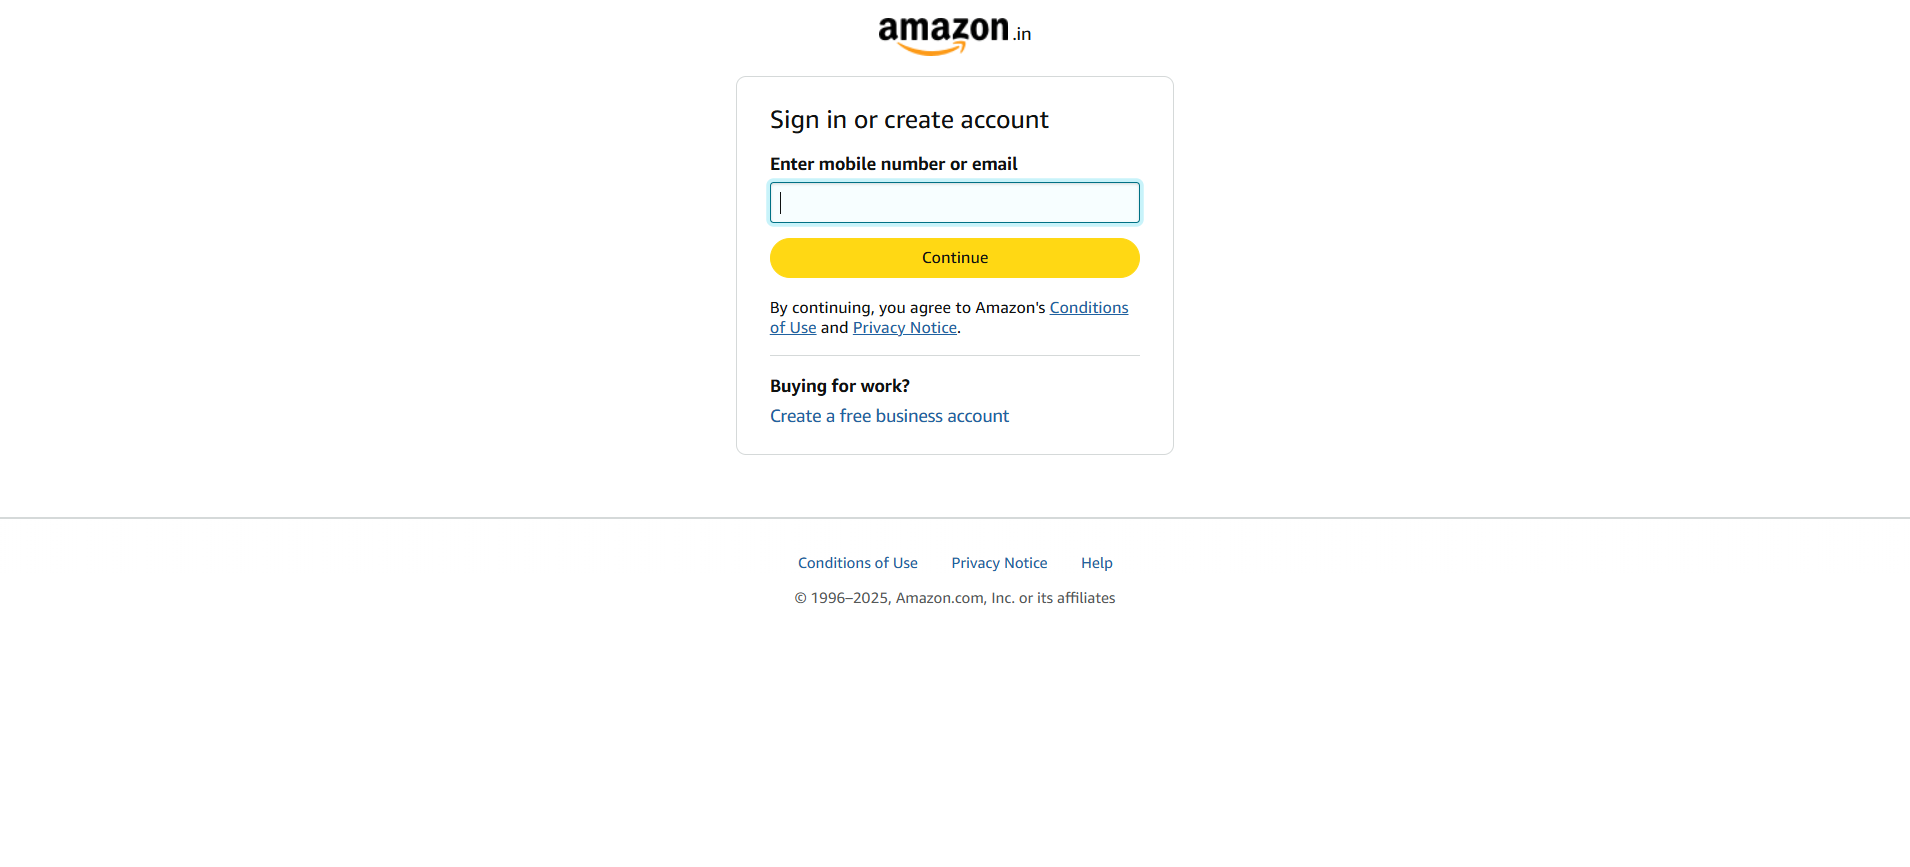 amazon.in
Sign in or create account
Enter mobile number or email
Continue
By continuing, you agree to Amazon's Conditions
of Use and Privacy Notice.
Buying for work?
Create a free business account
Conditions of Use Privacy Notice Help
© 1996–2025, Amazon.com, Inc. or its affiliates